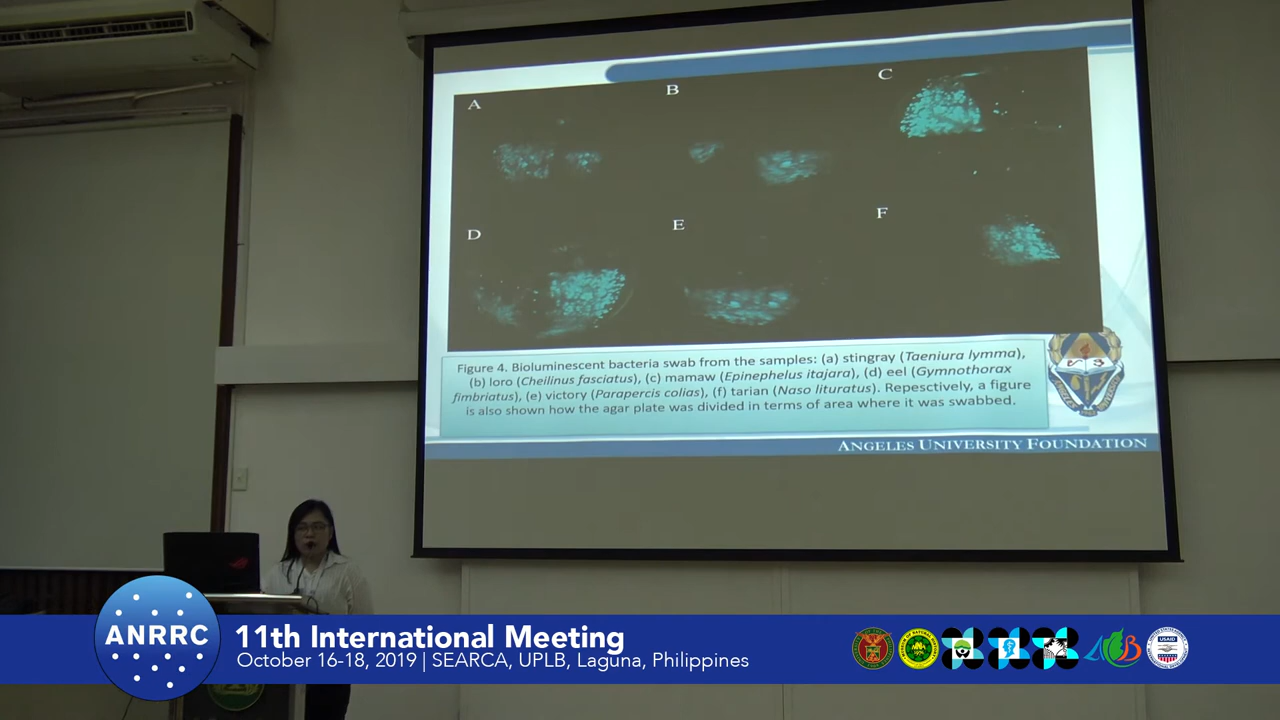 A
B
C
D
E
F
Figure 4. Bioluminescent bacteria swab from the samples: (a) stingray (Taeniura lymma),
(b) loro (Cheilinus fasciatus), (c) mamaw (Epinephelus itajara), (d) eel (Gymnothorax
fimbriatus), (e) victory (Parapercis colias), (f) tarian (Naso lituratus). Repesctively, a figure
is also shown how the agar plate was divided in terms of area where it was swabbed.
ANGELES UNIVERSITY FOUNDATION
ANRRC
11th International Meeting
October 16-18, 2019 | SEARCA, UPLB, Laguna, Philippines
ACB
USAID